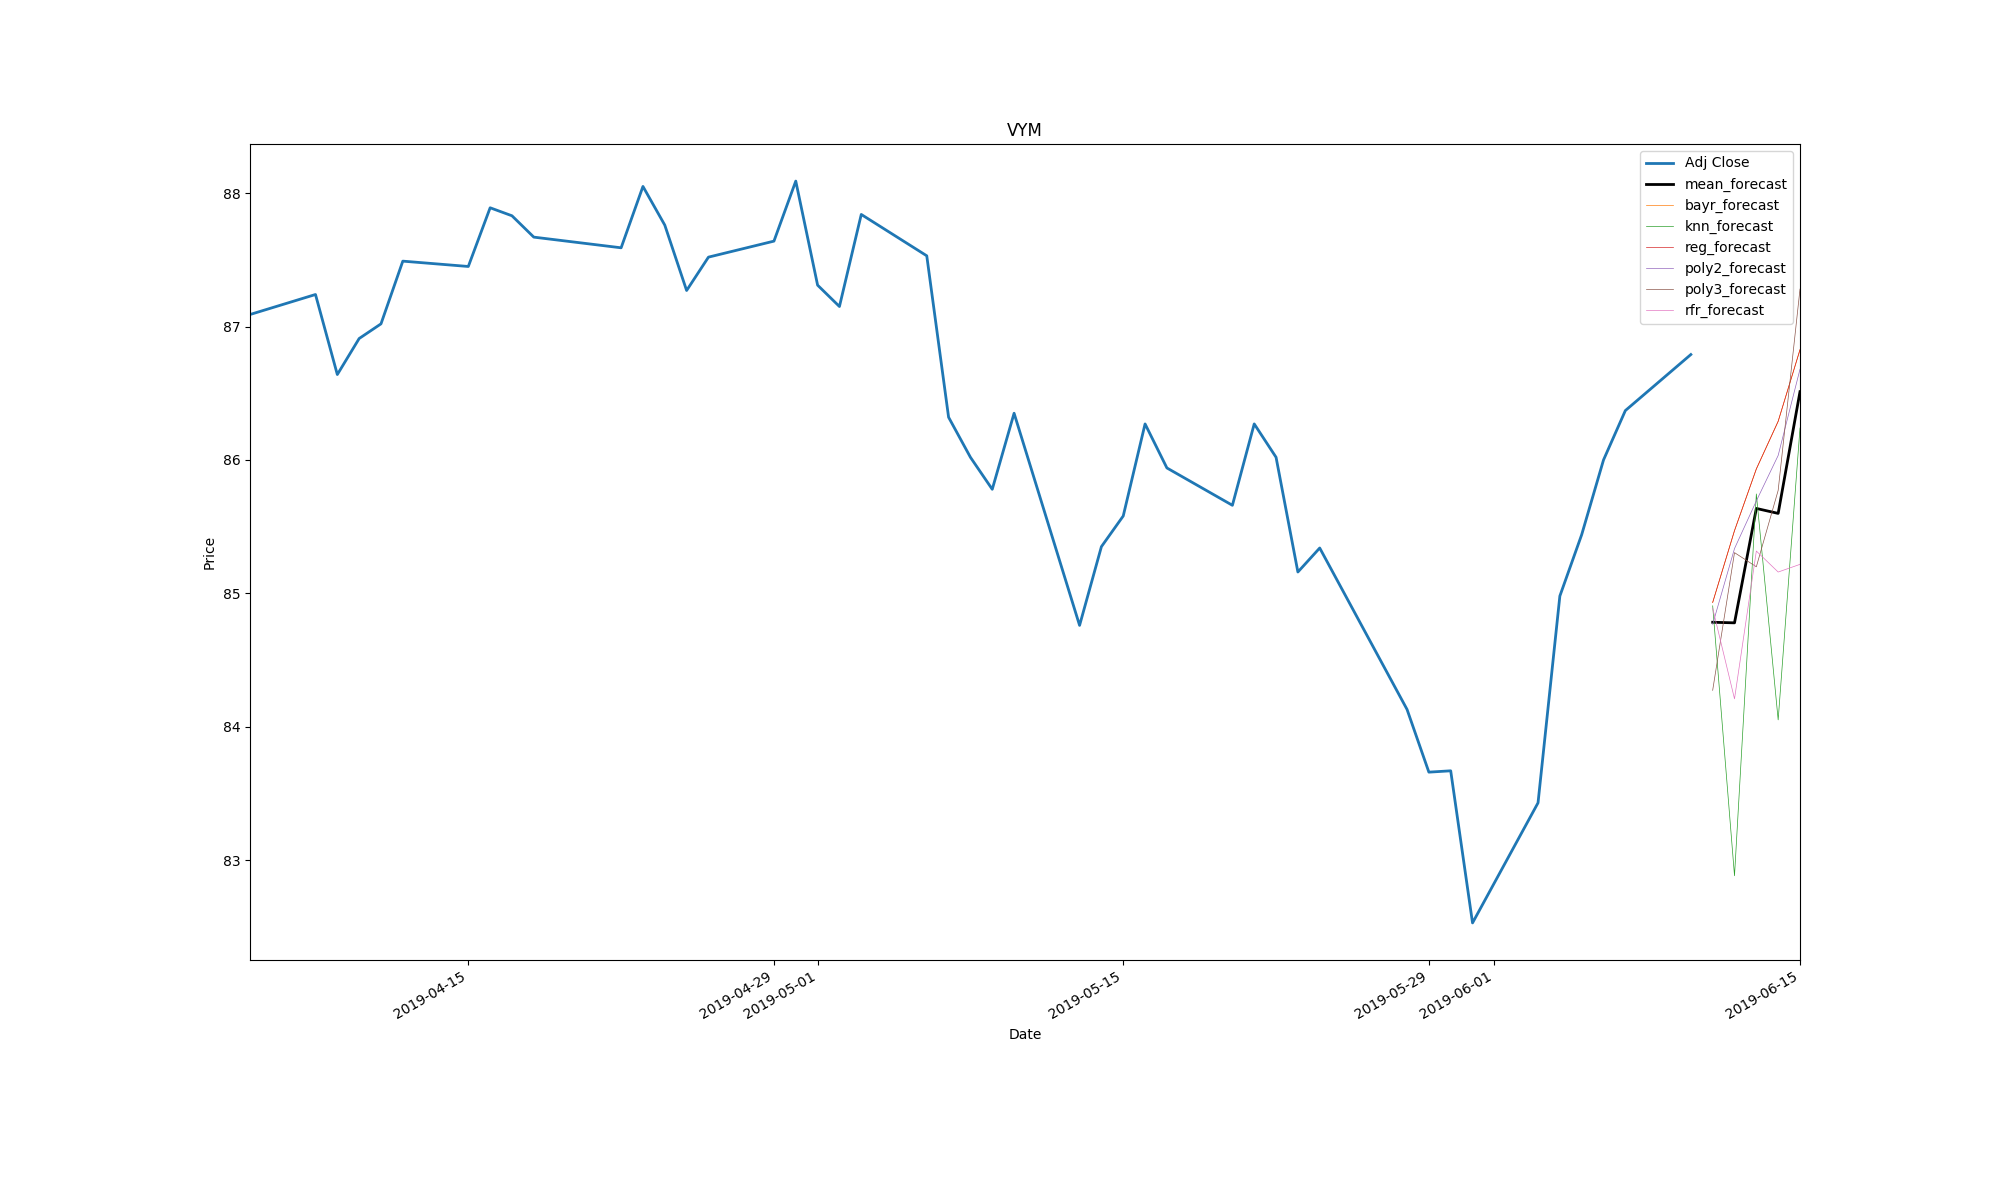 VYM
Adj Close
mean_forecast
bayr_forecast
knn_forecast
reg_forecast
poly2_forecast
poly3_forecast
rfr_forecast
88
87
86
85
84
83
Price
2019-04-15
2019-04-29
2019-05-01
2019-05-15
2019-05-29
2019-06-01
2019-06-15
Date